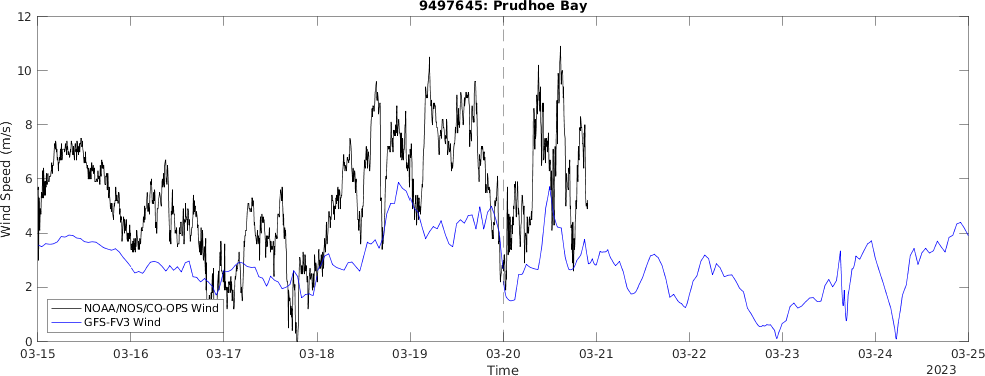 9497645: Prudhoe Bay
12
10
8
6
4
2
0
Wind Speed (m/s)
NOAA/NOS/CO-OPS Wind
GFS-FV3 Wind
03-15 03-16 03-17 03-18 03-19 03-20 03-21 03-22 03-23 03-24 03-25
Time
2023